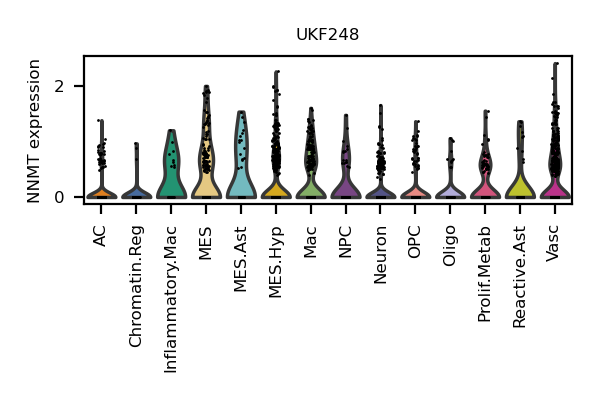 UKF248
NNMT expression
2
0
AC
Chromatin.Reg
Inflammatory.Mac
MES
MES.Ast
MES.Hyp
Mac
NPC
Neuron
OPC
Oligo
Prolif.Metab
Reactive.Ast
Vasc